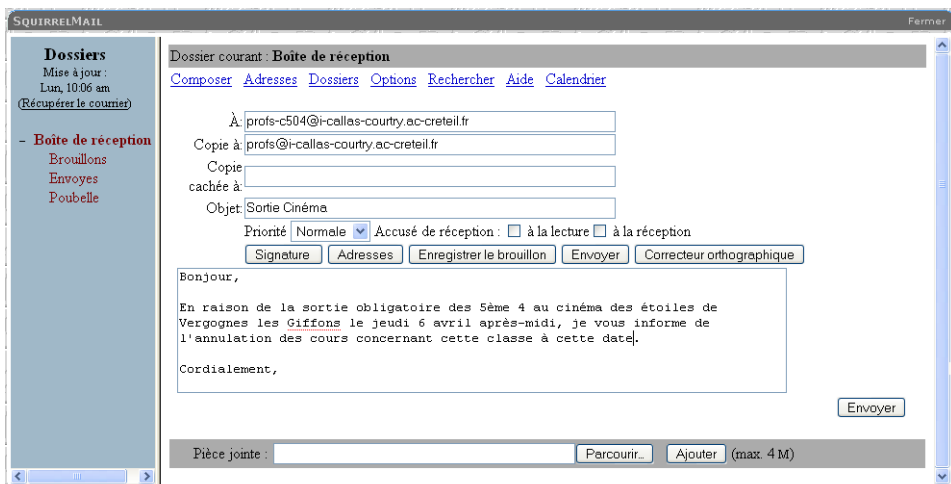 SQUIRRELMAIL Fermer
Dossiers
Mise à jour :
Lun, 10:06 am
(Récupérer le courrier)
– Boîte de réception
Brouillons
Envoyes
Poubelle
Dossier courant : Boîte de réception
Composer Adresses Dossiers Options Rechercher Aide Calendrier
À: profs-c504@i-callas-courtry.ac-creteil.fr
Copie à: profs@i-callas-courtry.ac-creteil.fr
Copie
cachée à:
Objet: Sortie Cinéma
Priorité Normale Accusé de réception : à la lecture à la réception
Signature Adresses Enregistrer le brouillon Envoyer Correcteur orthographique
Bonjour,
En raison de la sortie obligatoire des 5ème 4 au cinéma des étoiles de
Vergognes les Giffons le jeudi 6 avril après-midi, je vous informe de
l'annulation des cours concernant cette classe à cette date.
Cordialement,
Envoyer
Pièce jointe : Parcourir... Ajouter (max. 4 M)